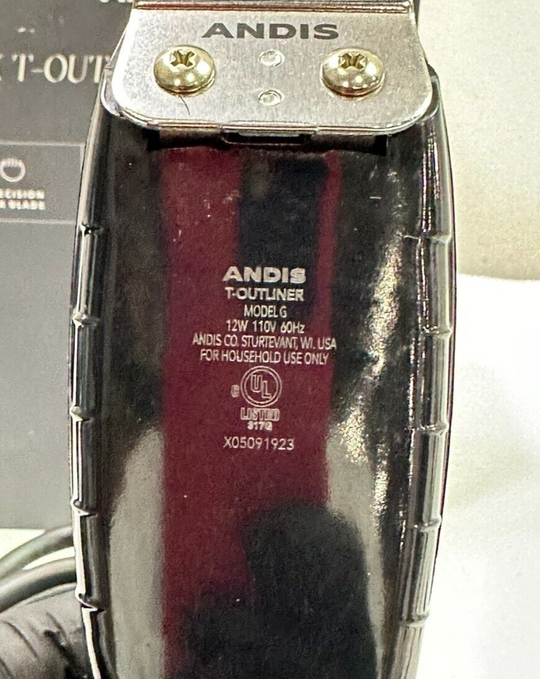 ANDIS
T-OUT
ANDIS
T-OUTLINER
MODEL G
12W 110V 60Hz
ANDIS CO. STURTEVANT, WI. USA
FOR HOUSEHOLD USE ONLY
UL
LISTED
317G
X05091923